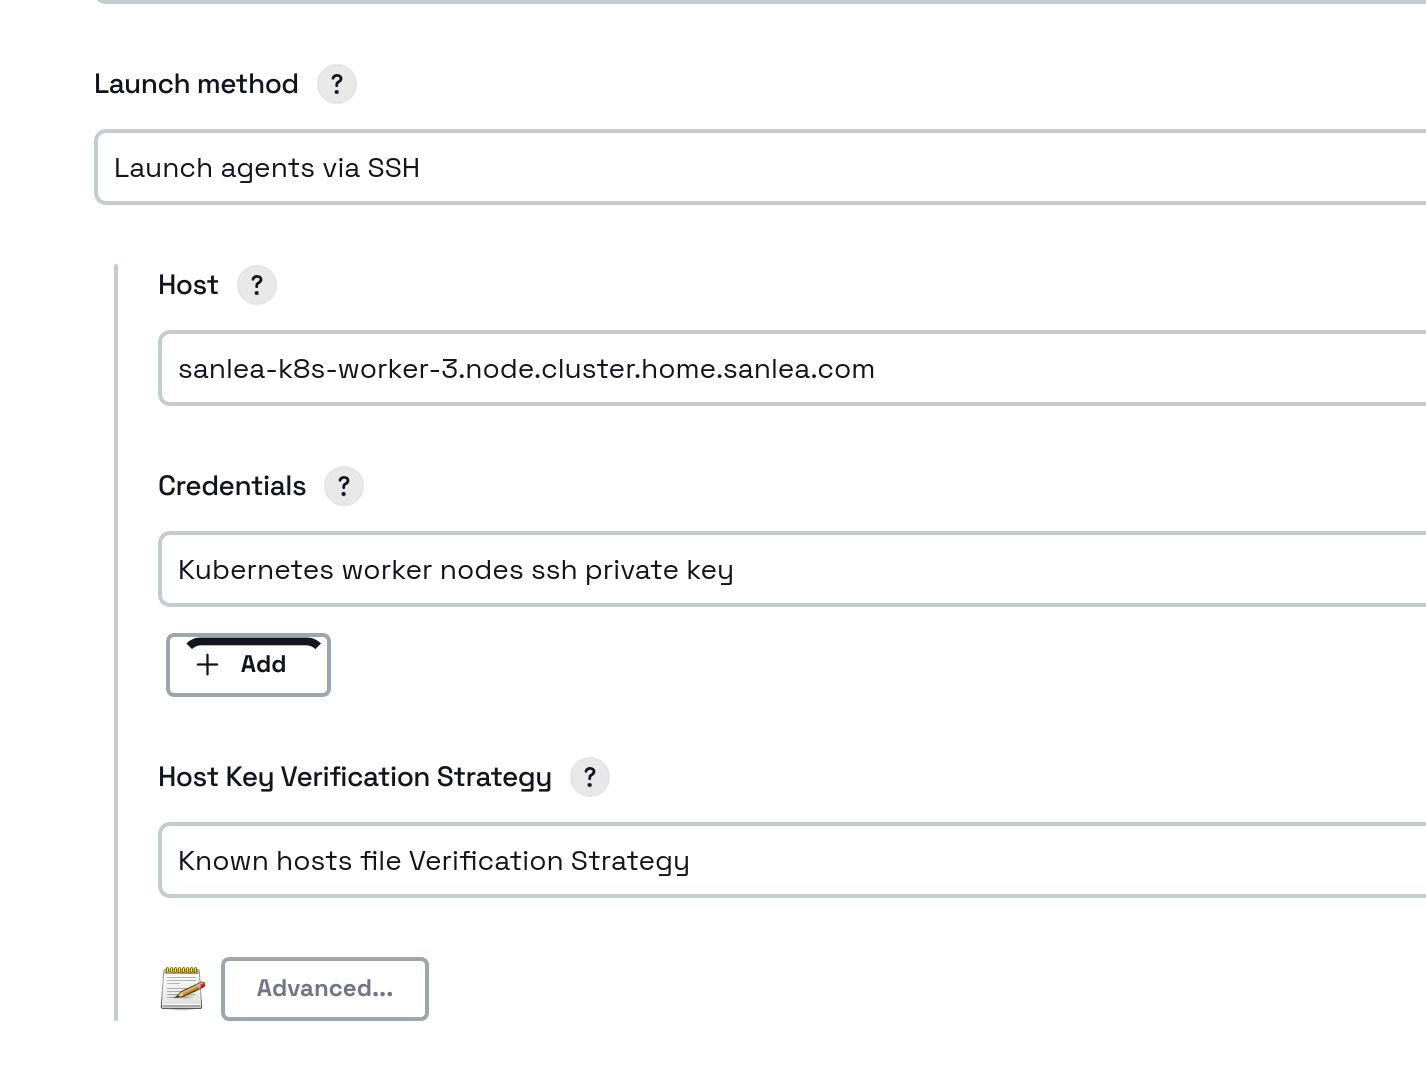 Launch method ?
Launch agents via SSH
Host ?
sanlea-k8s-worker-3.node.cluster.home.sanlea.com
Credentials ?
Kubernetes worker nodes ssh private key
+ Add
Host Key Verification Strategy ?
Known hosts file Verification Strategy
Advanced...